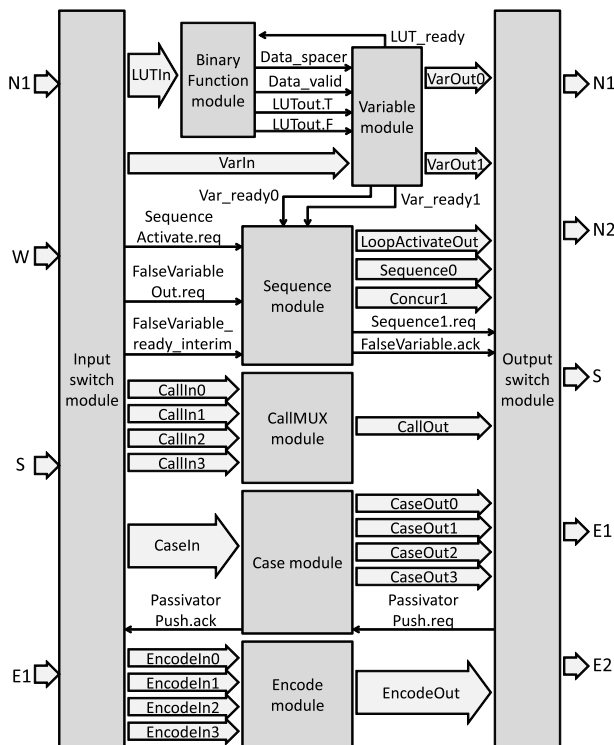 LUT_ready
N1
LUTIn
Binary
Function
module
Data_spacer
Data_valid
LUTout.T
LUTout.F
Variable
module
VarOut0
N1
VarIn
VarOut1
Var_ready0
Var_ready1
Sequence
Activate.req
LoopActivateOut
N2
W
FalseVariable
Out.req
Sequence
module
Sequence0
Concur1
FalseVariable_
ready_interim
Sequence1.req
FalseVariable.ack
Input
switch
module
Output
switch
module
S
CallIn0
CallIn1
CallIn2
CallIn3
CallMUX
module
CallOut
S
CaseIn
Case module
CaseOut0
CaseOut1
CaseOut2
CaseOut3
E1
Passivator
Push.ack
Passivator
Push.req
E1
EncodeIn0
EncodeIn1
EncodeIn2
EncodeIn3
Encode
module
EncodeOut
E2